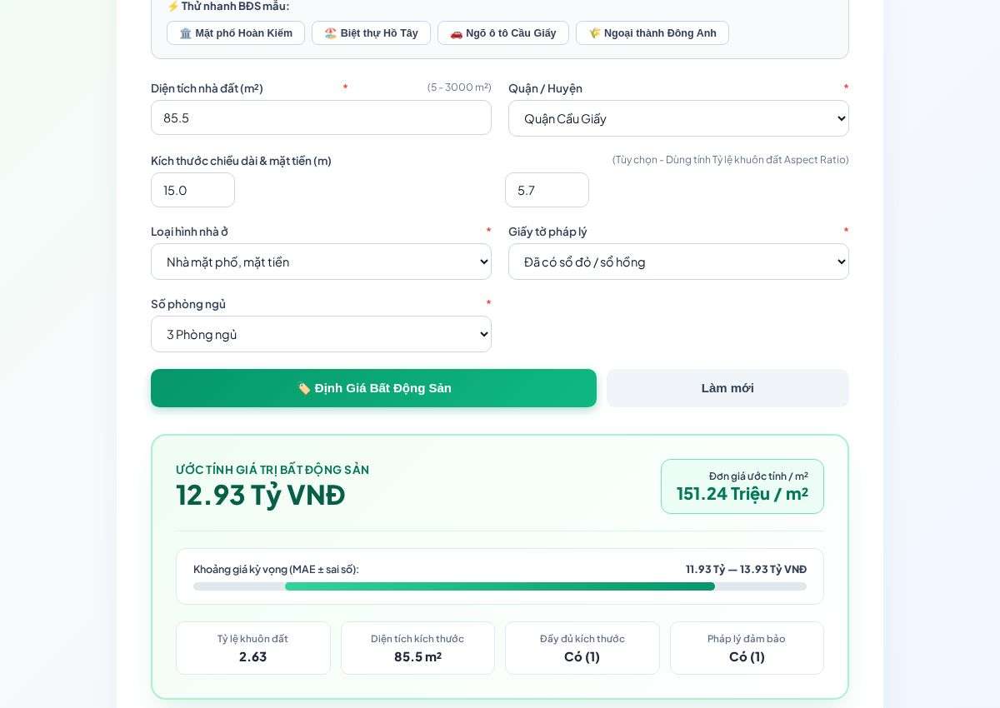 ⚡ Thử nhanh BĐS mẫu:
🏛️ Mặt phố Hoàn Kiếm 🏖️ Biệt thự Hồ Tây 🚗 Ngõ ô tô Cầu Giấy 🌾 Ngoại thành Đông Anh
Diện tích nhà đất (m²) * (5 - 3000 m²) Quận / Huyện *
85.5 Quận Cầu Giấy
Kích thước chiều dài & mặt tiền (m) (Tùy chọn - Dùng tính Tỷ lệ khuôn đất Aspect Ratio)
15.0 5.7
Loại hình nhà ở * Giấy tờ pháp lý *
Nhà mặt phố, mặt tiền Đã có sổ đỏ / sổ hồng
Số phòng ngủ *
3 Phòng ngủ
🏷️ Định Giá Bất Động Sản Làm mới
ƯỚC TÍNH GIÁ TRỊ BẤT ĐỘNG SẢN
12.93 Tỷ VNĐ
Đơn giá ước tính / m²
151.24 Triệu / m²
Khoảng giá kỳ vọng (MAE ± sai số): 11.93 Tỷ — 13.93 Tỷ VNĐ
Tỷ lệ khuôn đất Diện tích kích thước Đầy đủ kích thước Pháp lý đảm bảo
2.63 85.5 m² Có (1) Có (1)